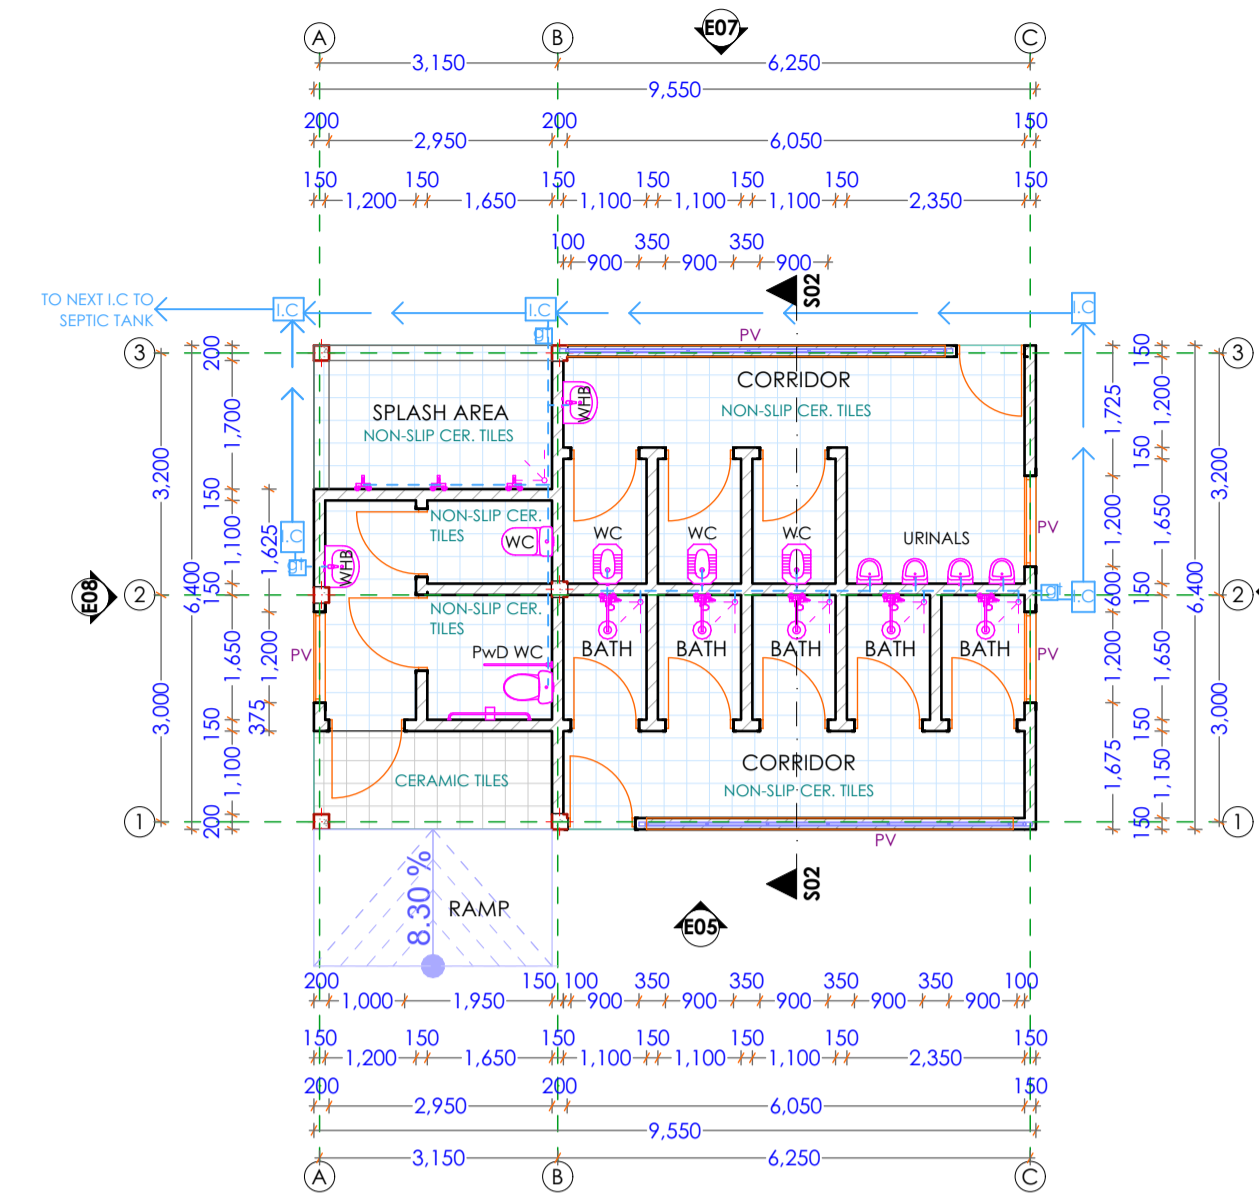 A B E07 C
3,150 6,250
9,550
200 200 150
2,950 6,050
150 150 150 150 150 150 150
1,200 1,650 1,100 1,100 1,100 2,350
100 350 350
900 900 900
S02
TO NEXT I.C TO
SEPTIC TANK
I.C I.C I.C
gt
PV
3 3
200 150
1,700 1,725 1,200
3,200 3,200
SPLASH AREA
NON-SLIP CER. TILES
WHB
CORRIDOR
NON-SLIP CER. TILES
150 150
1,100 1,625 1,200 1,650
NON-SLIP CER.
TILES
WC
WC WC WC URINALS
PV
I.C
gt
WHB
E08 6,400 150 600 150 6,400
2 2
gt I.C
NON-SLIP CER.
TILES
PwD WC
BATH BATH BATH BATH BATH
PV PV
1,650 1,200 1,200 1,650
3,000 3,000
375
150 150
1,100 1,675 1,150
CERAMIC TILES
CORRIDOR
NON-SLIP CER. TILES
200 150
1 1
PV
8.30 %
RAMP
S02
E05
200 150 100 350 350 350 350 100
1,000 1,950 900 900 900 900 900
150 150 150 150 150 150 150
1,200 1,650 1,100 1,100 1,100 2,350
200 200 150
2,950 6,050
9,550
3,150 6,250
A B C